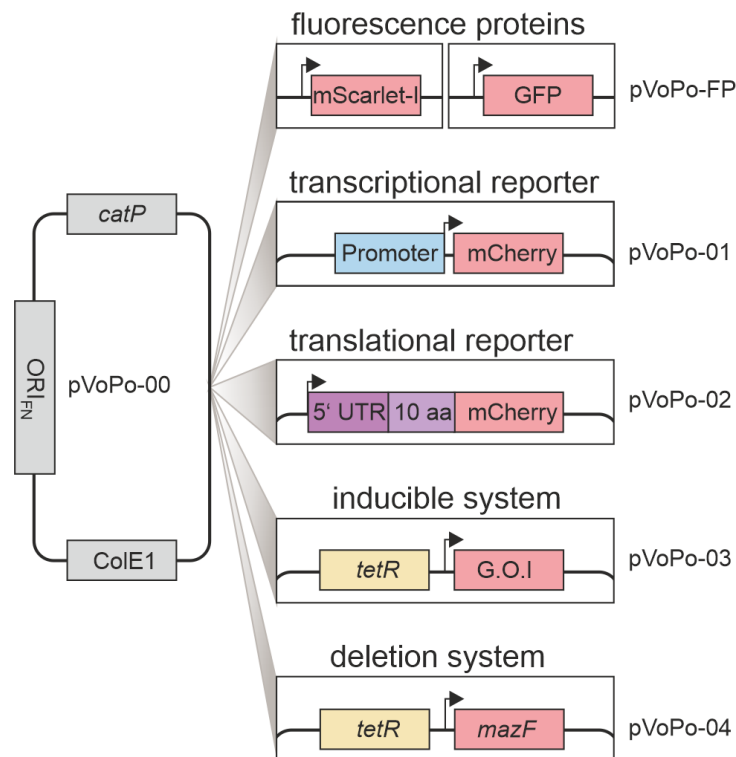 fluorescence proteins
mScarlet-I
GFP
pVoPo-FP
transcriptional reporter
Promoter
mCherry
pVoPo-01
translational reporter
5‘ UTR
10 aa
mCherry
pVoPo-02
inducible system
tetR
G.O.I
pVoPo-03
deletion system
tetR
mazF
pVoPo-04
catP
ORIFN
pVoPo-00
ColE1